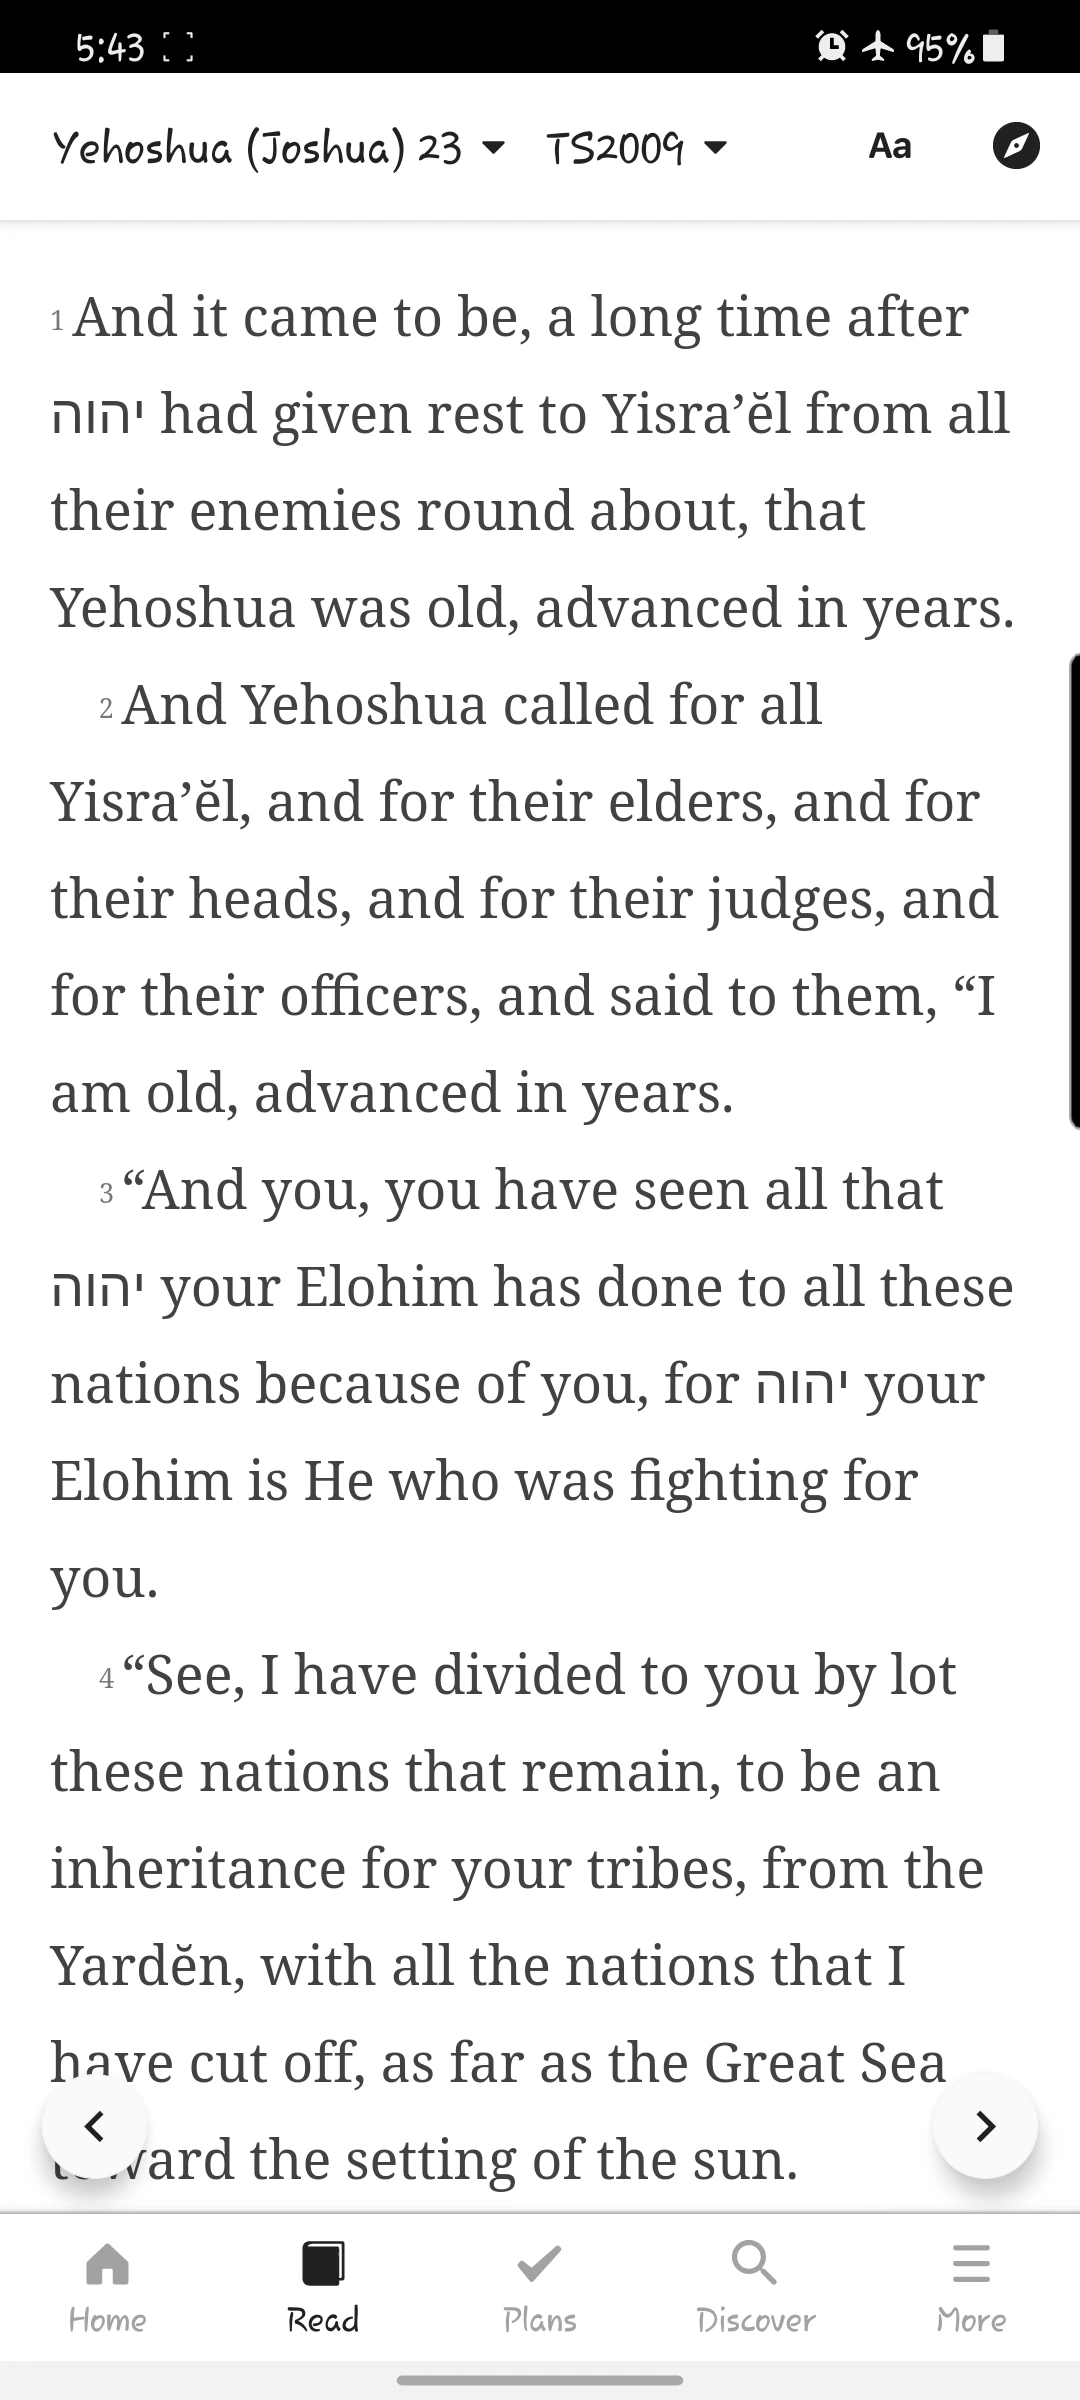 5:43 95%
Yehoshua (Joshua) 23 TS2009 Aa
1 And it came to be, a long time after
יהוה had given rest to Yisra’ĕl from all
their enemies round about, that
Yehoshua was old, advanced in years.
2 And Yehoshua called for all
Yisra’ĕl, and for their elders, and for
their heads, and for their judges, and
for their officers, and said to them, “I
am old, advanced in years.
3 “And you, you have seen all that
יהוה your Elohim has done to all these
nations because of you, for יהוה your
Elohim is He who was fighting for
you.
4 “See, I have divided to you by lot
these nations that remain, to be an
inheritance for your tribes, from the
Yardĕn, with all the nations that I
have cut off, as far as the Great Sea
toward the setting of the sun.
Home Read Plans Discover More